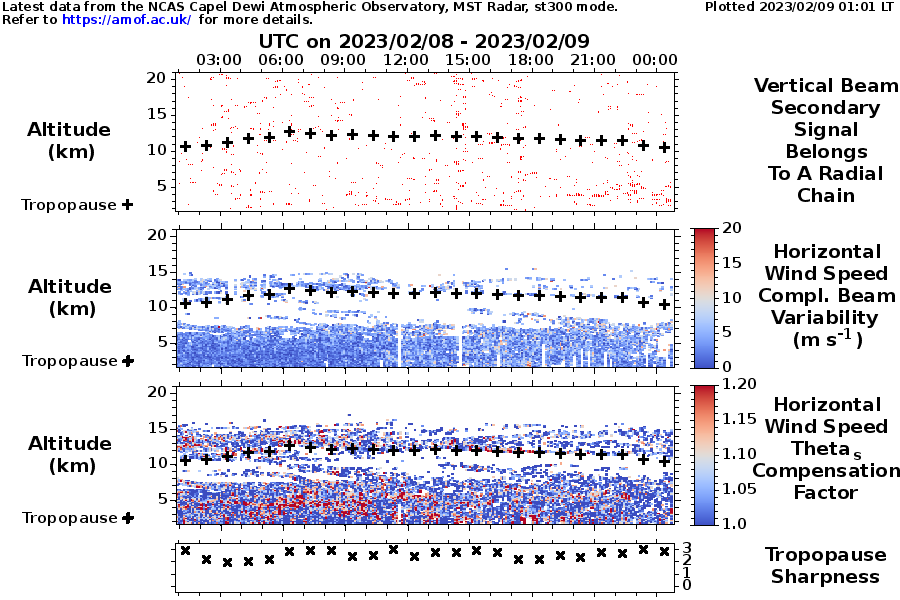 Latest data from the NCAS Capel Dewi Atmospheric Observatory, MST Radar, st300 mode.
Plotted 2023/02/09 01:01 LT
Refer to https://amof.ac.uk/ for more details.
UTC on 2023/02/08 - 2023/02/09
03:00 06:00 09:00 12:00 15:00 18:00 21:00 00:00
20
15
10
5
Altitude
(km)
Tropopause +
Vertical Beam
Secondary
Signal
Belongs
To A Radial
Chain
20
15
10
5
Altitude
(km)
Tropopause +
20
15
10
5
0
Horizontal
Wind Speed
Compl. Beam
Variability
(m s-1)
20
15
10
5
Altitude
(km)
Tropopause +
1.20
1.15
1.10
1.05
1.0
Horizontal
Wind Speed
Theta s
Compensation
Factor
3
2
1
0
Tropopause
Sharpness